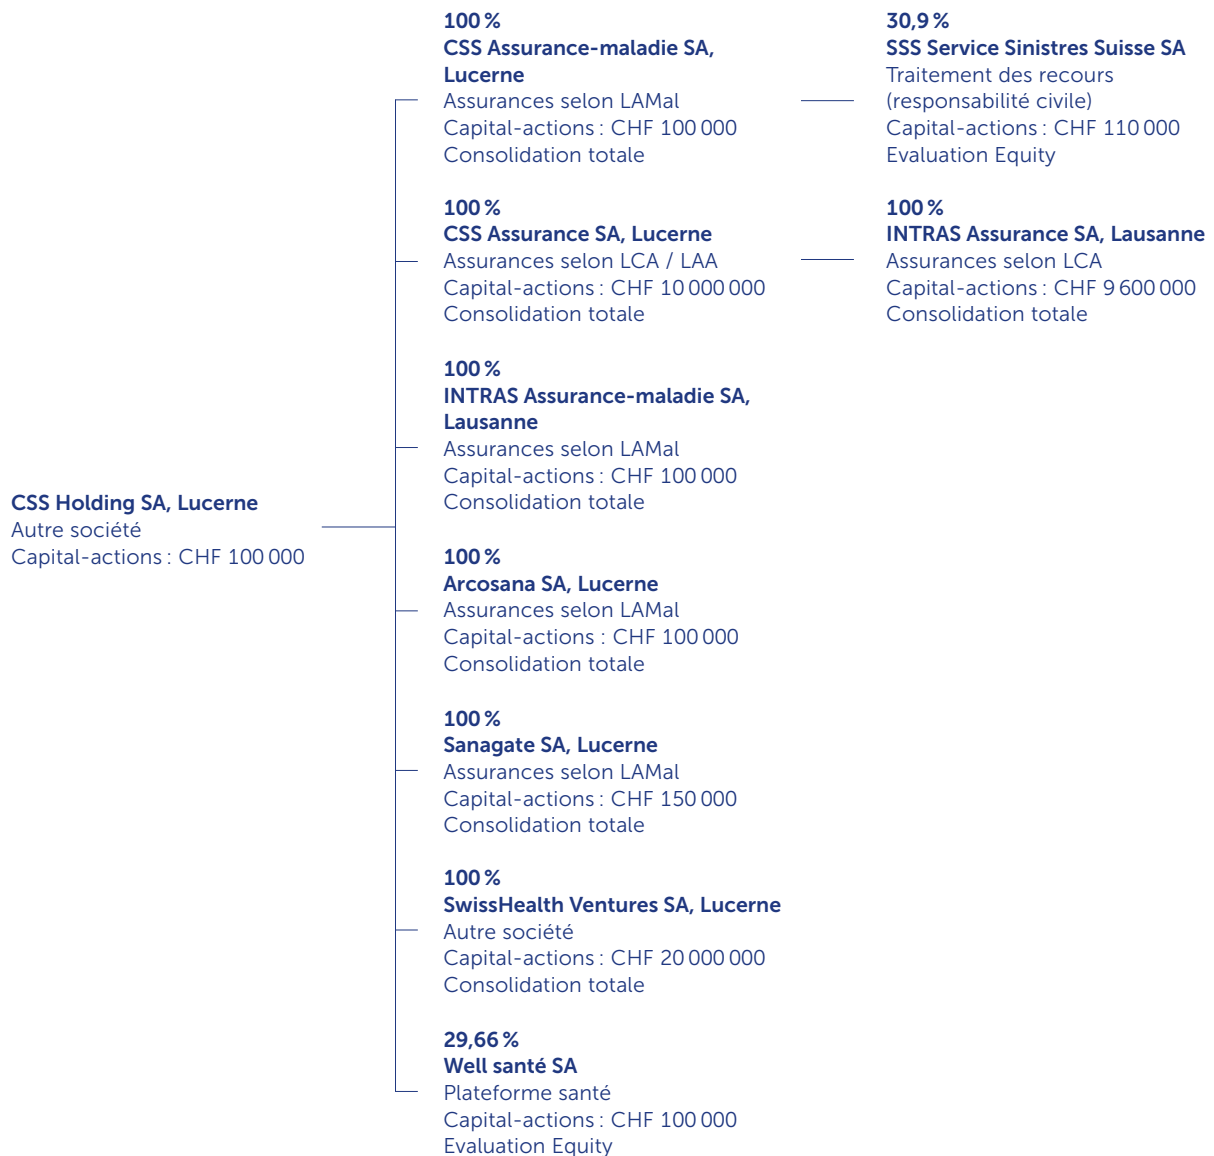 CSS Holding SA, Lucerne
Autre société
Capital-actions : CHF 100 000
100 %
CSS Assurance-maladie SA,
Lucerne
Assurances selon LAMal
Capital-actions : CHF 100 000
Consolidation totale
30,9 %
SSS Service Sinistres Suisse SA
Traitement des recours
(responsabilité civile)
Capital-actions : CHF 110 000
Evaluation Equity
100 %
CSS Assurance SA, Lucerne
Assurances selon LCA / LAA
Capital-actions : CHF 10 000 000
Consolidation totale
100 %
INTRAS Assurance SA, Lausanne
Assurances selon LCA
Capital-actions : CHF 9 600 000
Consolidation totale
100 %
INTRAS Assurance-maladie SA,
Lausanne
Assurances selon LAMal
Capital-actions : CHF 100 000
Consolidation totale
100 %
Arcosana SA, Lucerne
Assurances selon LAMal
Capital-actions : CHF 100 000
Consolidation totale
100 %
Sanagate SA, Lucerne
Assurances selon LAMal
Capital-actions : CHF 150 000
Consolidation totale
100 %
SwissHealth Ventures SA, Lucerne
Autre société
Capital-actions : CHF 20 000 000
Consolidation totale
29,66 %
Well santé SA
Plateforme santé
Capital-actions : CHF 100 000
Evaluation Equity